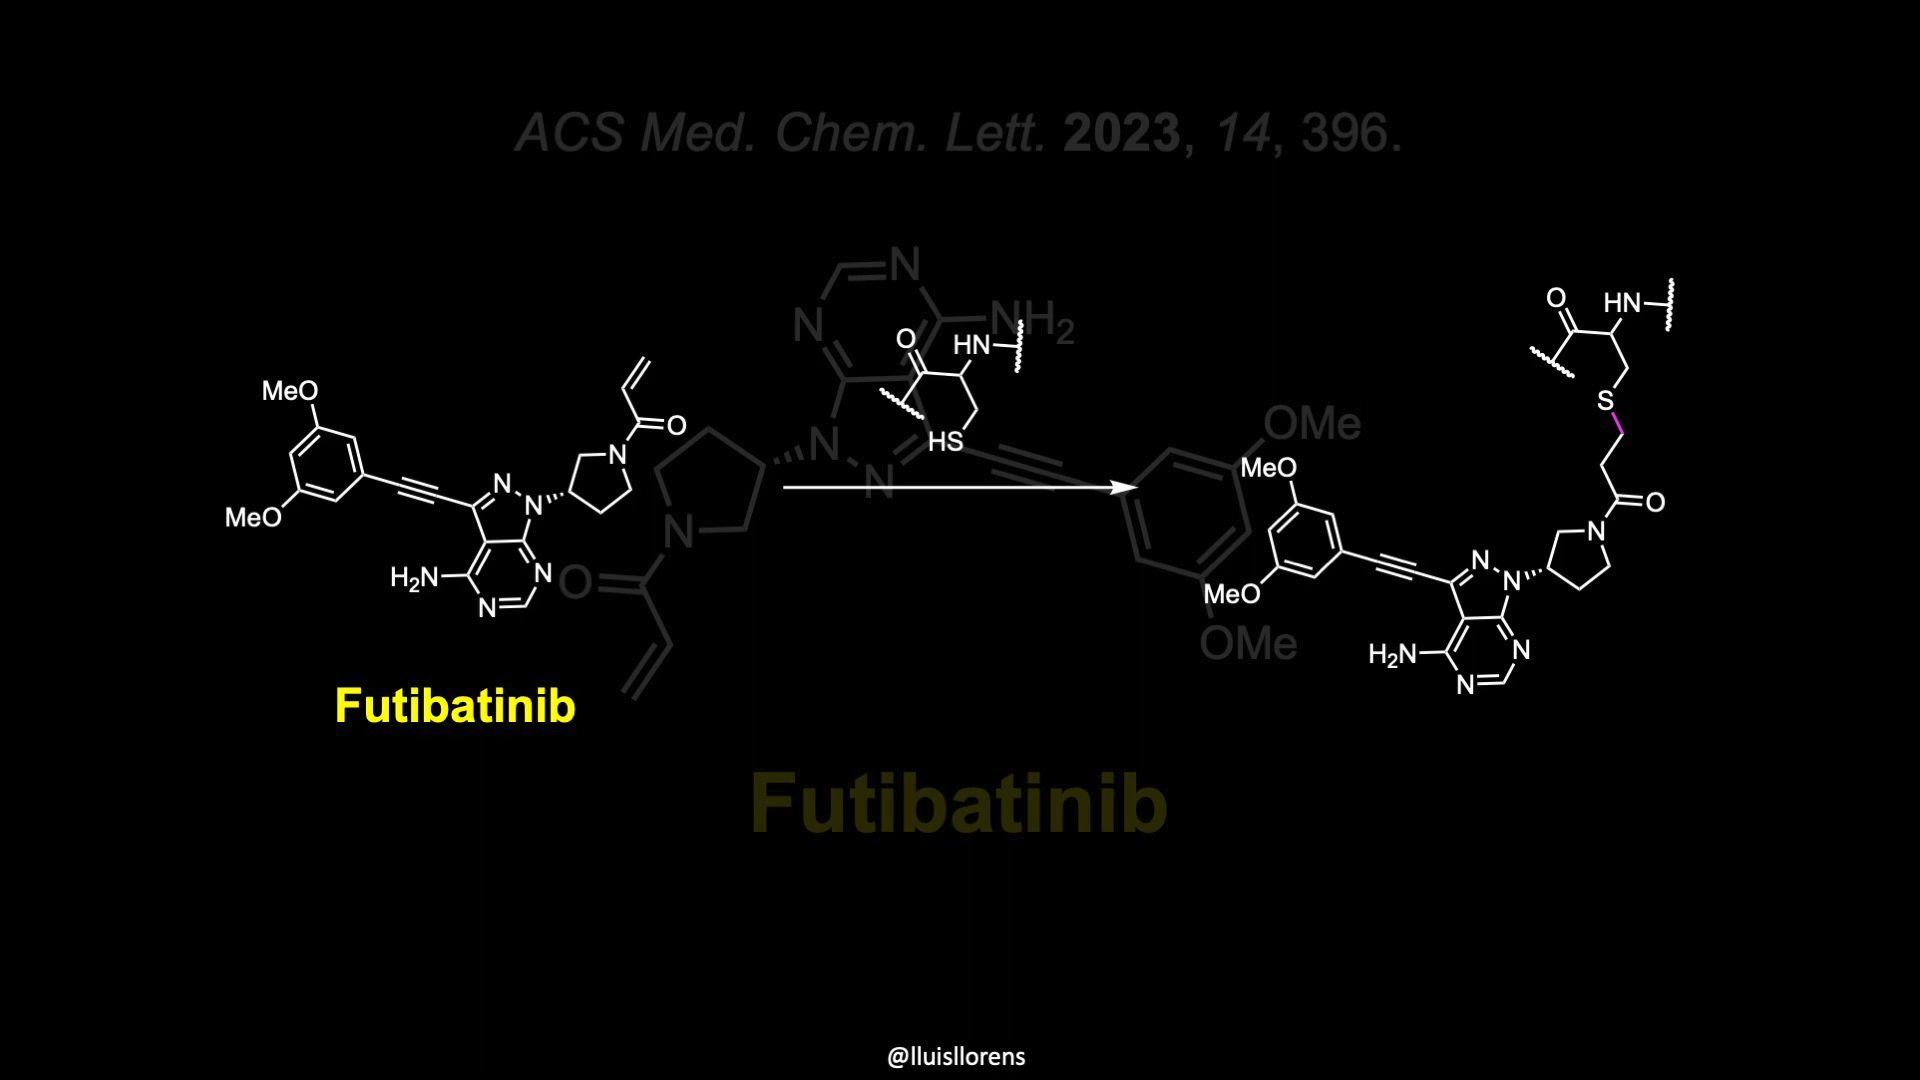 ACS Med. Chem. Lett. 2023, 14, 396.
N
N
NH2
N
N
N
O
OMe
OMe
O
HN
HS
MeO
MeO
O
N
N
N
H2N
N
N
O
HN
S
MeO
MeO
O
N
N
N
H2N
N
N
Futibatinib
Futibatinib
@lluisllorens